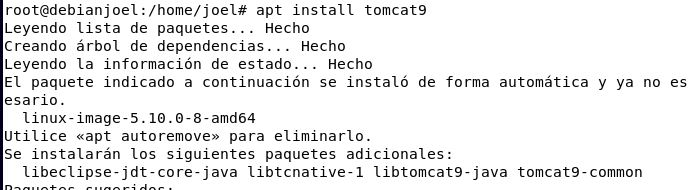 root@debianjoel:/home/joel# apt install tomcat9
Leyendo lista de paquetes... Hecho
Creando árbol de dependencias... Hecho
Leyendo la información de estado... Hecho
El paquete indicado a continuación se instaló de forma automática y ya no es
esario.
  linux-image-5.10.0-8-amd64
Utilice «apt autoremove» para eliminarlo.
Se instalarán los siguientes paquetes adicionales:
  libeclipse-jdt-core-java libtcnative-1 libtomcat9-java tomcat9-common
Paquetes sugeridos: